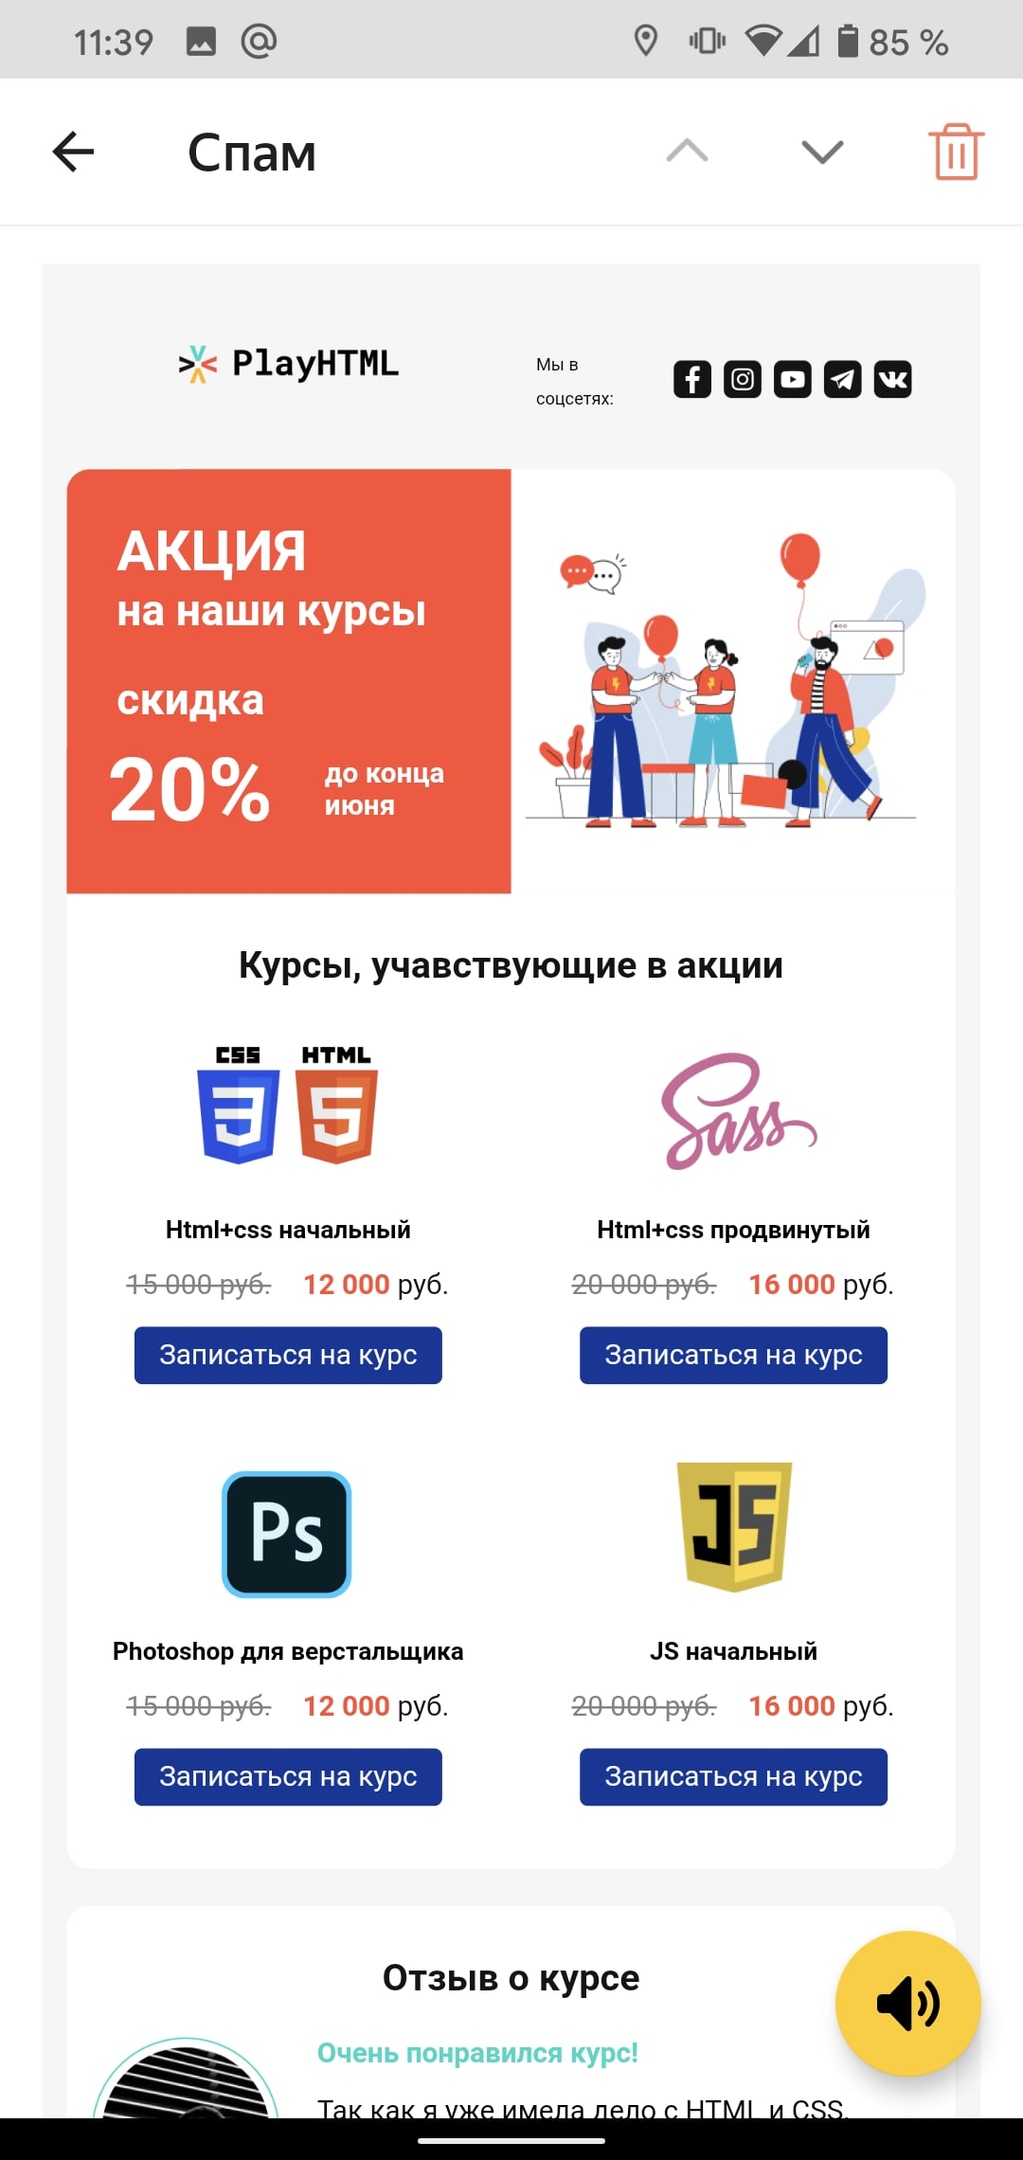 11:39
85 %
Спам
PlayHTML
Мы в
соцсетях:
АКЦИЯ
на наши курсы
скидка
20%
до конца
июня
Курсы, учавствующие в акции
CSS HTML
Sass
Html+css начальный
Html+css продвинутый
15 000 руб. 12 000 руб.
20 000 руб. 16 000 руб.
Записаться на курс
Записаться на курс
Ps
JS
Photoshop для верстальщика
JS начальный
15 000 руб. 12 000 руб.
20 000 руб. 16 000 руб.
Записаться на курс
Записаться на курс
Отзыв о курсе
Очень понравился курс!
Так как я уже имела дело с HTML и CSS,